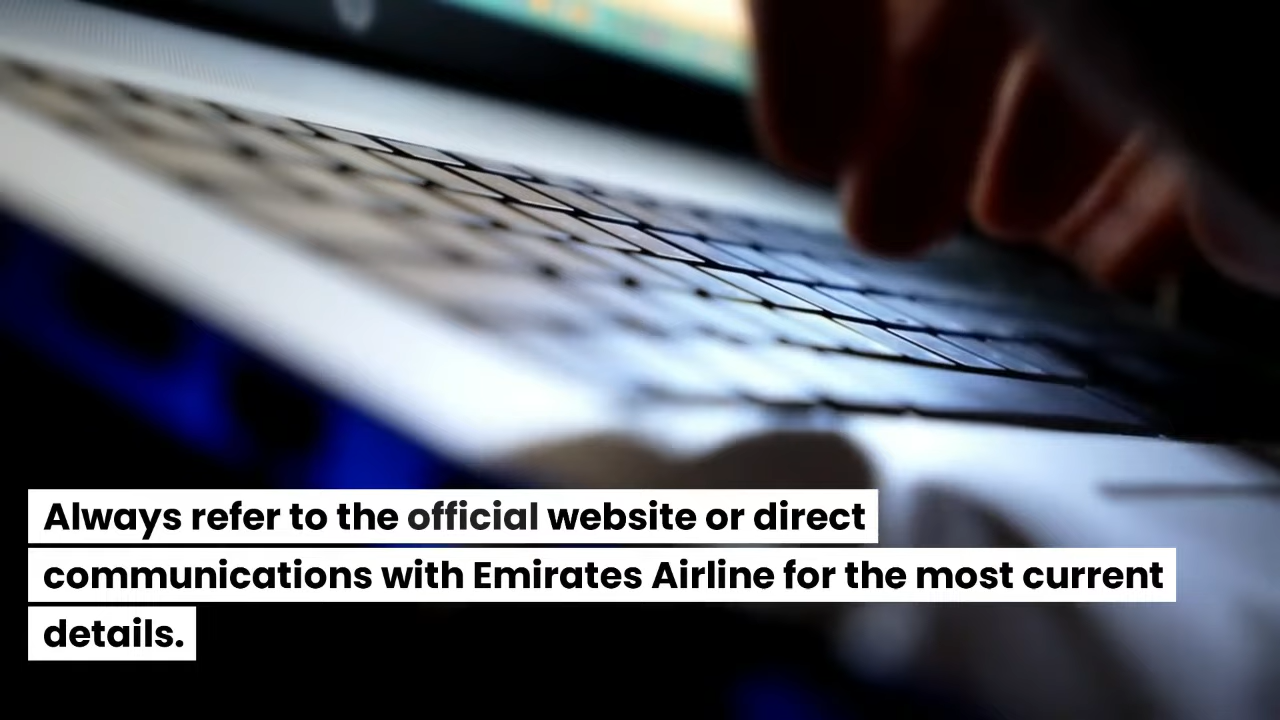 Always refer to the official website or direct
communications with Emirates Airline for the most current
details.